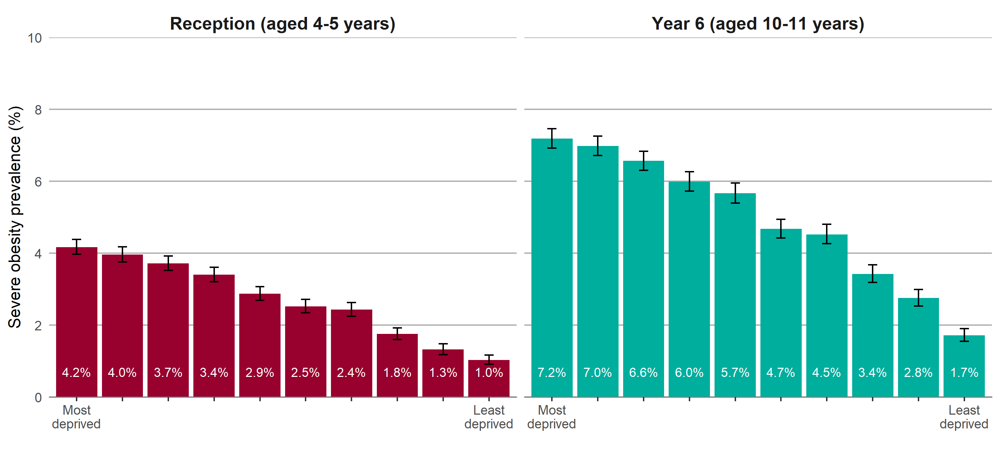 Reception (aged 4-5 years)
Year 6 (aged 10-11 years)
Severe obesity prevalence (%)
10
8
6
4
2
0
4.2% 4.0% 3.7% 3.4% 2.9% 2.5% 2.4% 1.8% 1.3% 1.0%
7.2% 7.0% 6.6% 6.0% 5.7% 4.7% 4.5% 3.4% 2.8% 1.7%
Most
deprived
Least
deprived
Most
deprived
Least
deprived